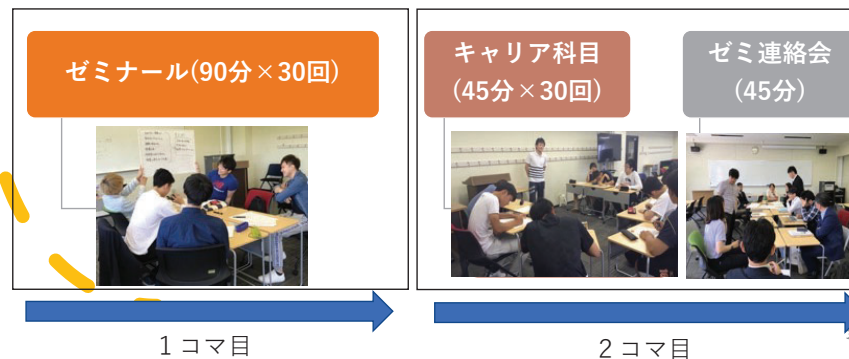 ゼミナール(90分×30回)
キャリア科目
(45分×30回)
ゼミ連絡会
(45分)
1コマ目
2コマ目